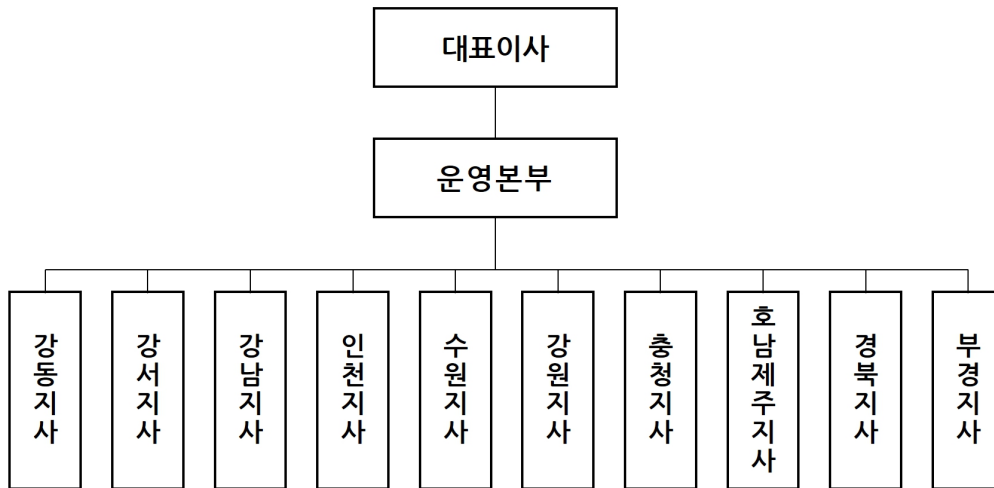 대표이사
운영본부
강동지사
강서지사
강남지사
인천지사
수원지사
강원지사
충청지사
호남제주지사
경북지사
부경지사